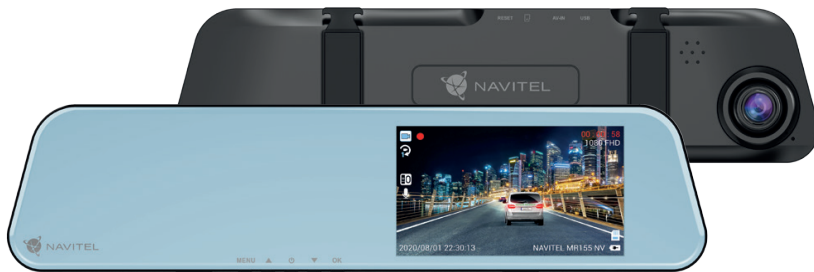 RESET AV-IN USB
NAVITEL
00:01:58
1080 FHD
2020/08/01 22:30:13
NAVITEL MR155 NV
NAVITEL
MENU OK